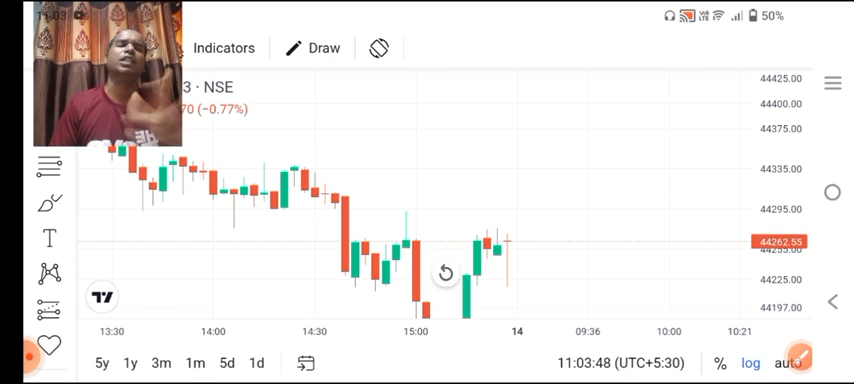 11:03
50%
Indicators
Draw
3 · NSE
70 (−0.77%)
44425.00
44400.00
44375.00
44335.00
44295.00
44262.55
44255.00
44225.00
44197.00
13:30
14:00
14:30
15:00
14
09:36
10:00
10:21
5y
1y
3m
1m
5d
1d
11:03:48 (UTC+5:30)
%
log
auto